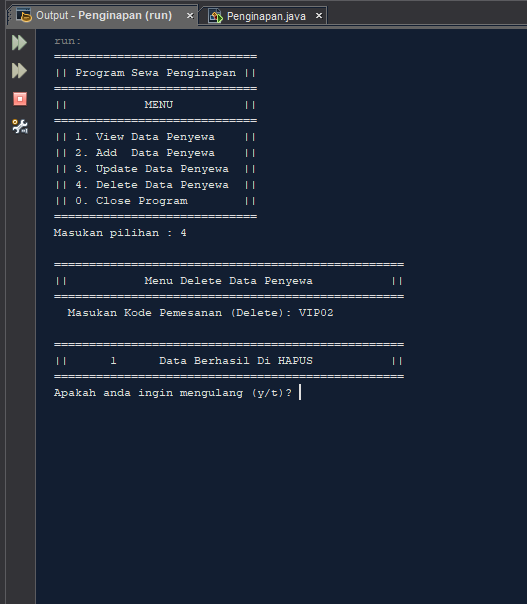 Output - Penginapan (run) × Penginapan.java ×
run:
=============================
|| Program Sewa Penginapan ||
=============================
||           MENU          ||
=============================
|| 1. View Data Penyewa    ||
|| 2. Add  Data Penyewa    ||
|| 3. Update Data Penyewa  ||
|| 4. Delete Data Penyewa  ||
|| 0. Close Program        ||
=============================
Masukan pilihan : 4
==================================================
||           Menu Delete Data Penyewa           ||
==================================================
  Masukan Kode Pemesanan (Delete): VIP02
==================================================
||      1      Data Berhasil Di HAPUS           ||
==================================================
Apakah anda ingin mengulang (y/t)?